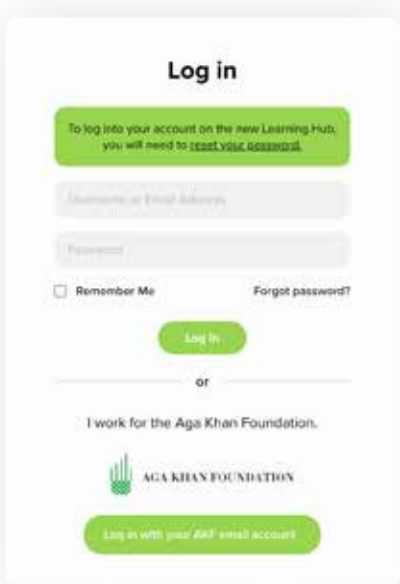 Log in
To log into your account on the new Learning Hub,
you will need to reset your password.
Username or Email Address
Password
Remember Me
Forgot password?
Log in
or
I work for the Aga Khan Foundation.
AGA KHAN FOUNDATION
Log in with your AKF email account